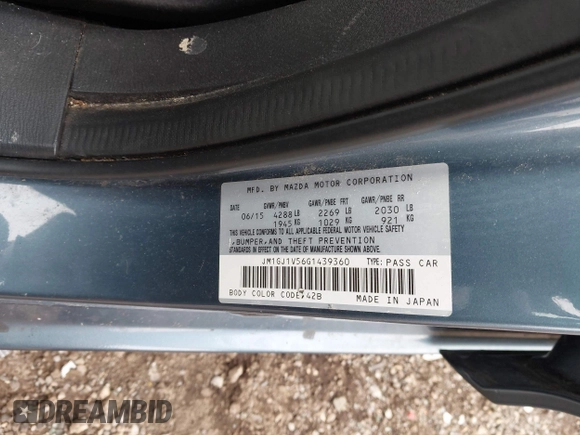 MFD. BY MAZDA MOTOR CORPORATION
DATE GVWR/PNBV GAWR/PNBE FRT GAWR/PNBE RR
06/15 4288 LB 2269 LB 2030 LB
1945 KG 1029 KG 921 KG
THIS VEHICLE CONFORMS TO ALL APPLICABLE FEDERAL MOTOR VEHICLE SAFETY
, BUMPER, AND THEFT PREVENTION
STANDARDS IN EFFECT ON THE DATE OF MANUFACTURE SHOWN ABOVE.
JM1GJ1V56G1439360 TYPE: PASS CAR
BODY COLOR CODE: 42B MADE IN JAPAN
DREAMBID